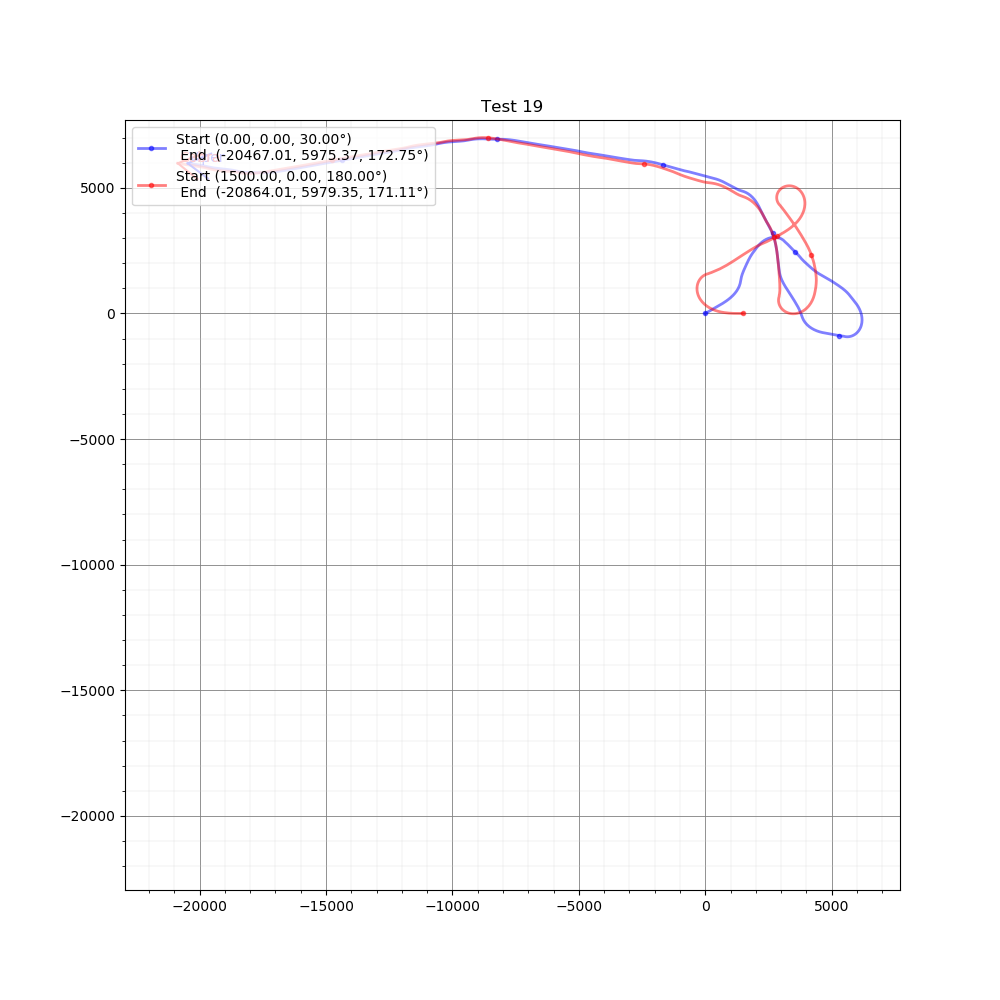 Test 19
Start (0.00, 0.00, 30.00°)
End (-20467.01, 5975.37, 172.75°)
Start (1500.00, 0.00, 180.00°)
End (-20864.01, 5979.35, 171.11°)
5000
0
−5000
−10000
−15000
−20000
−20000 −15000 −10000 −5000 0 5000